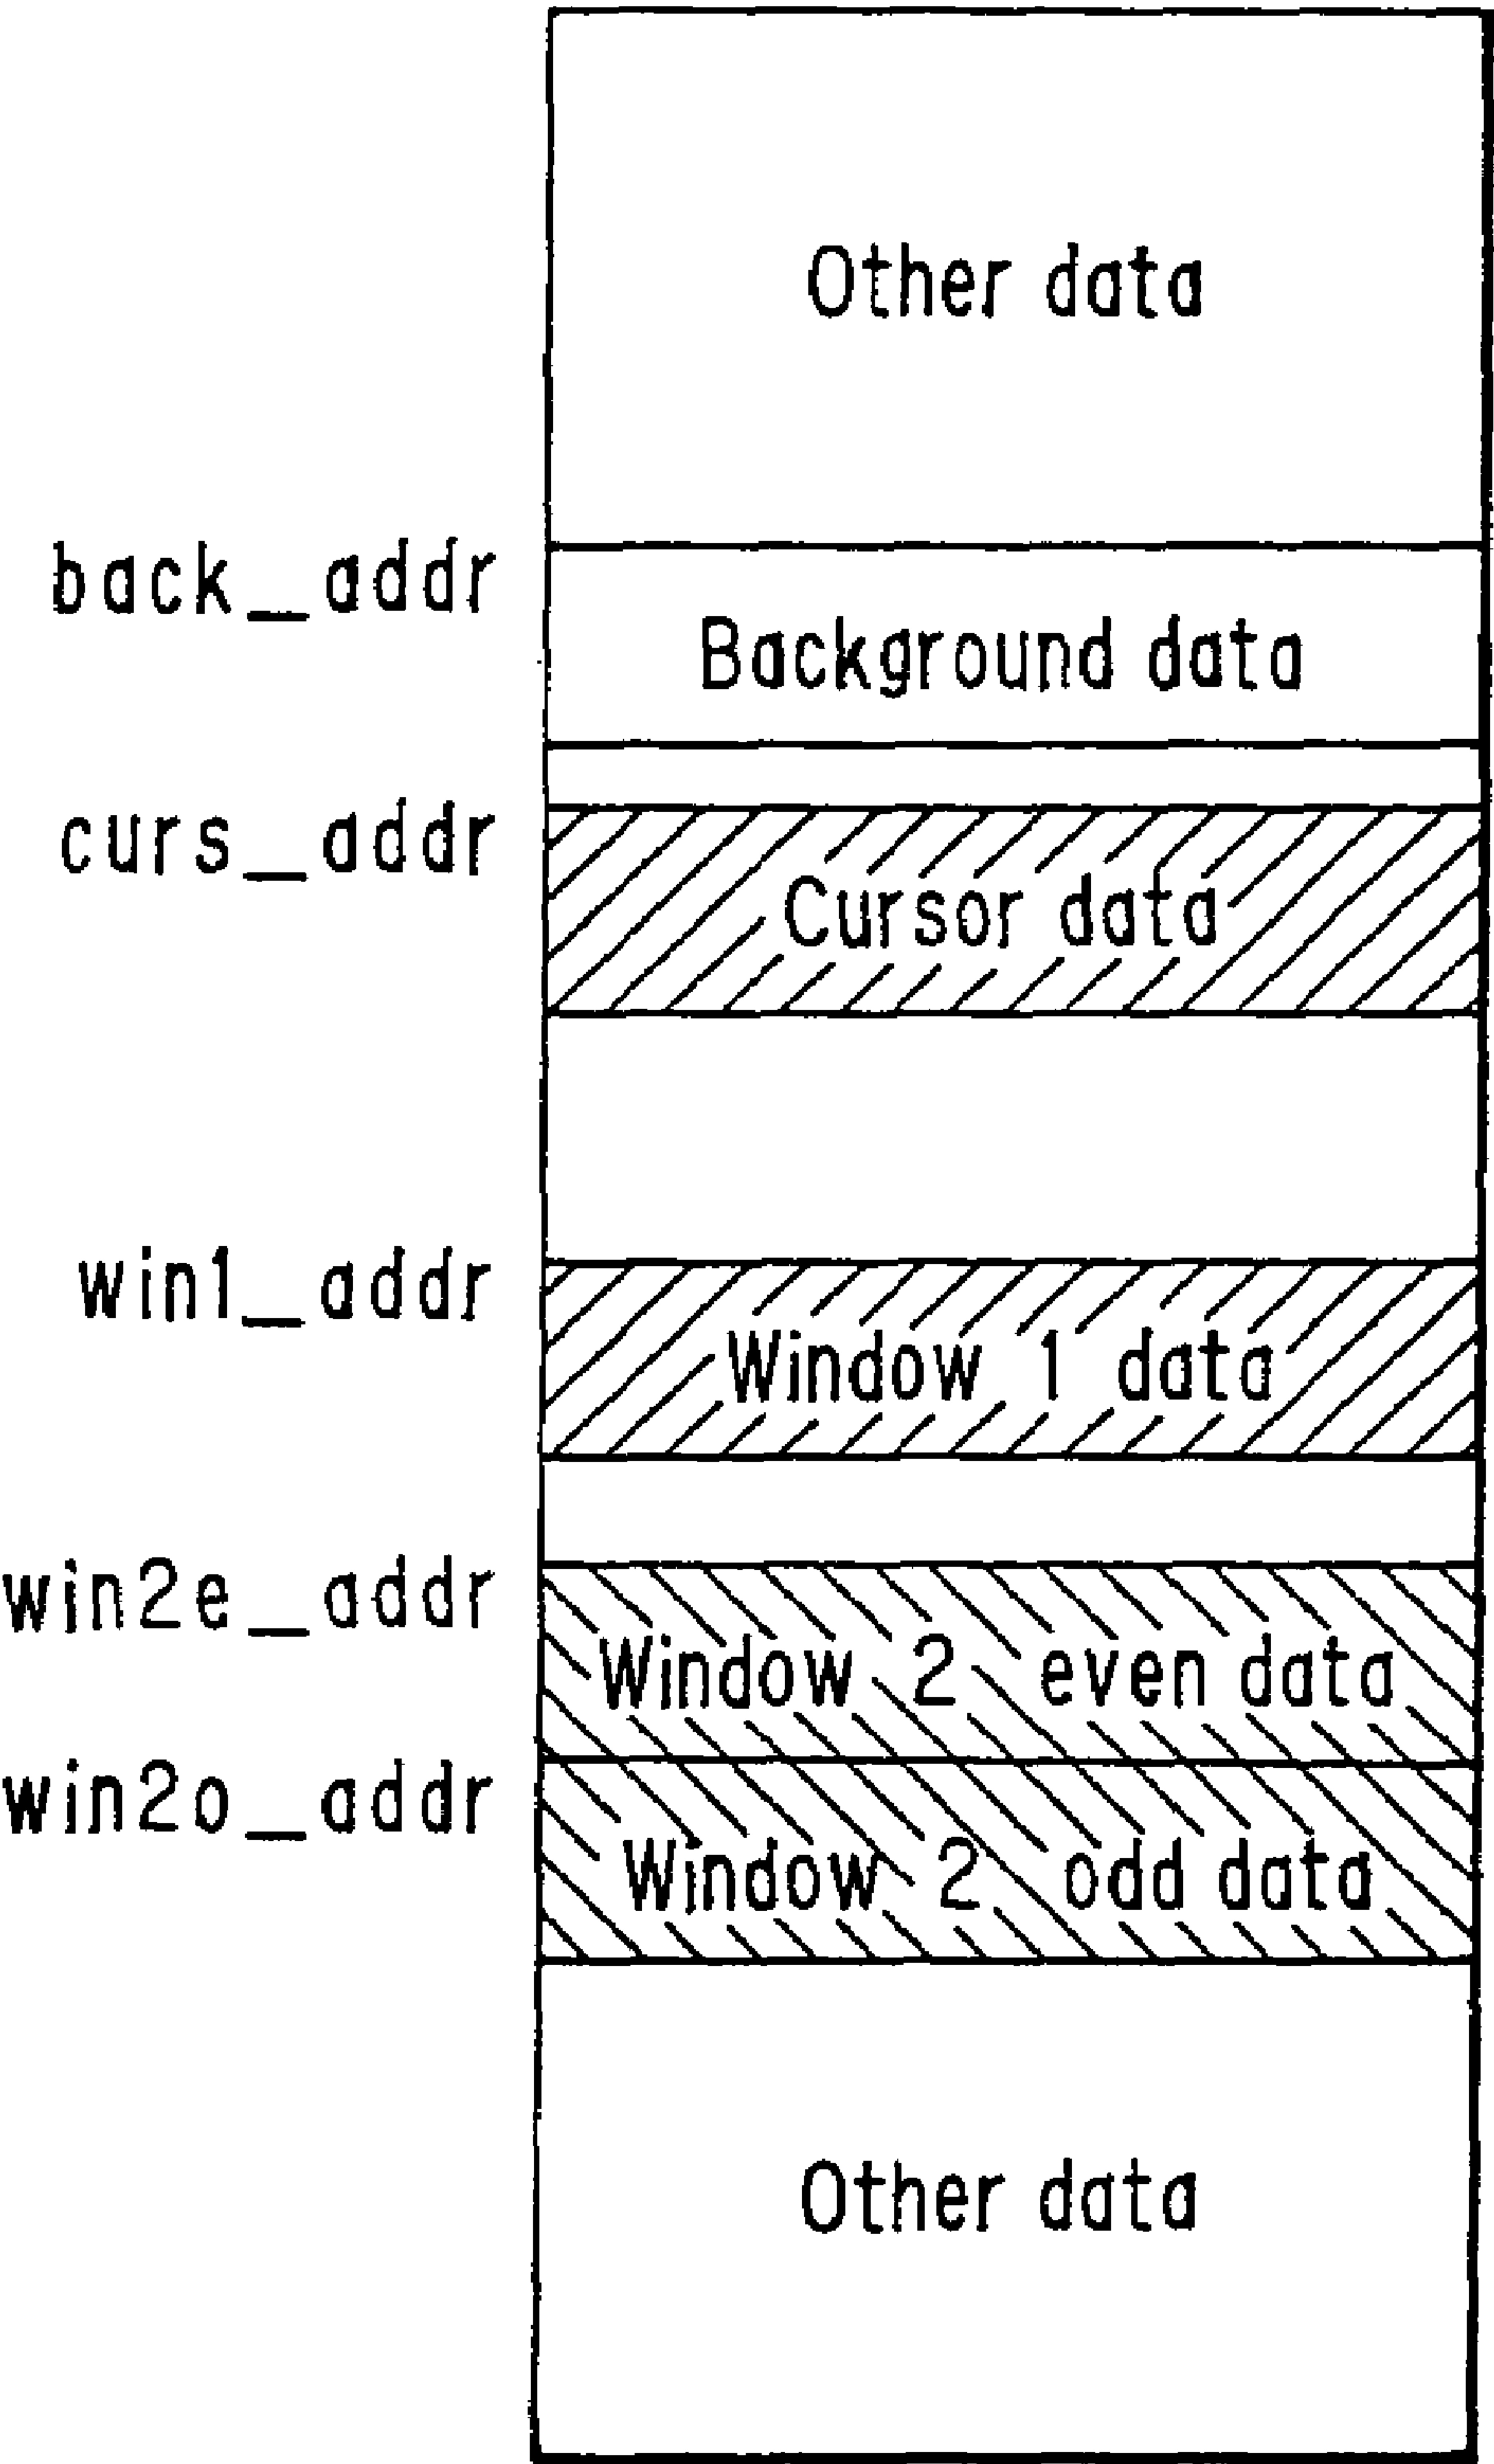 Other data
back_addr
Background data
curs_addr
Cursor data
win1_addr
Window 1 data
win2e_addr
Window 2 even data
win2o_addr
Window 2 odd data
Other data